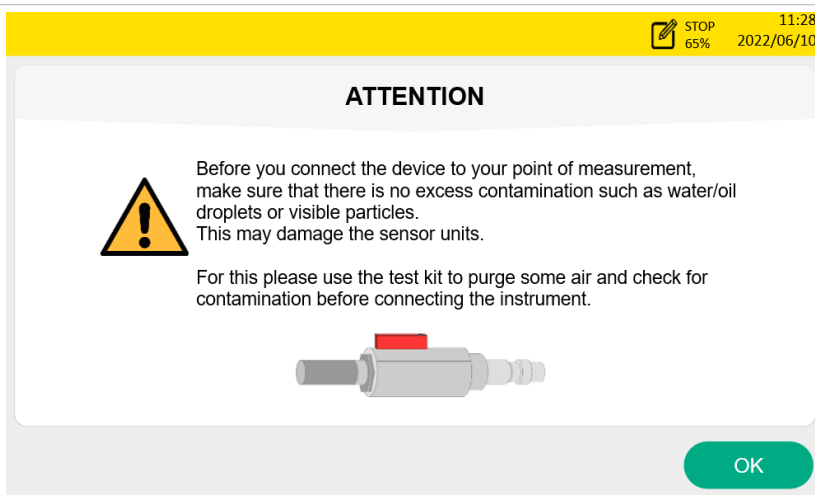 STOP 11:28
65% 2022/06/10
ATTENTION
Before you connect the device to your point of measurement,
make sure that there is no excess contamination such as water/oil
droplets or visible particles.
This may damage the sensor units.
For this please use the test kit to purge some air and check for
contamination before connecting the instrument.
OK